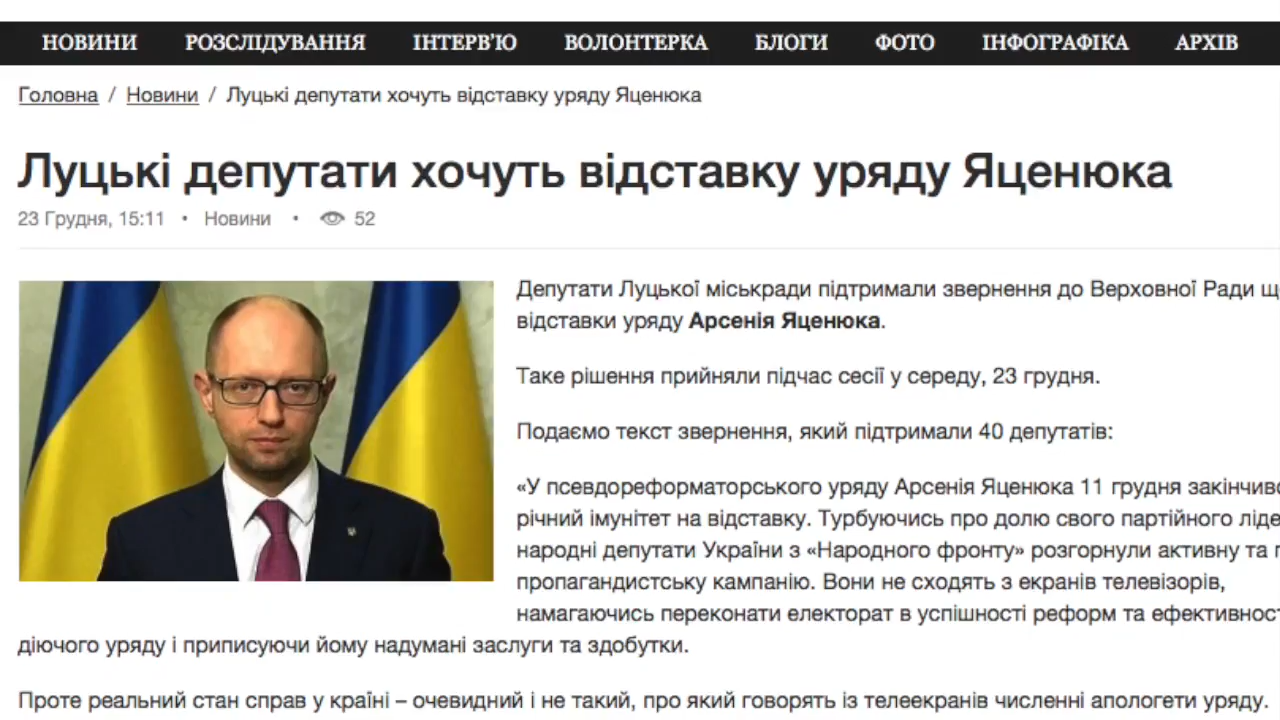 НОВИНИ РОЗСЛІДУВАННЯ ІНТЕРВ'Ю ВОЛОНТЕРКА БЛОГИ ФОТО ІНФОГРАФІКА АРХІВ
Головна / Новини / Луцькі депутати хочуть відставку уряду Яценюка
Луцькі депутати хочуть відставку уряду Яценюка
23 Грудня, 15:11 • Новини • 52
Депутати Луцької міськради підтримали звернення до Верховної Ради
відставки уряду Арсенія Яценюка.
Таке рішення прийняли підчас сесії у середу, 23 грудня.
Подаємо текст звернення, який підтримали 40 депутатів:
«У псевдореформаторського уряду Арсенія Яценюка 11 грудня
річний імунітет на відставку. Турбуючись про долю свого партійного
народні депутати України з «Народного фронту» розгорнули активну та
пропагандистську кампанію. Вони не сходять з екранів телевізорів,
намагаючись переконати електорат в успішності реформ та
діючого уряду і приписуючи йому надумані заслуги та здобутки.
Проте реальний стан справ у країні – очевидний і не такий, про який говорять із телеекранів численні апологети уряду.